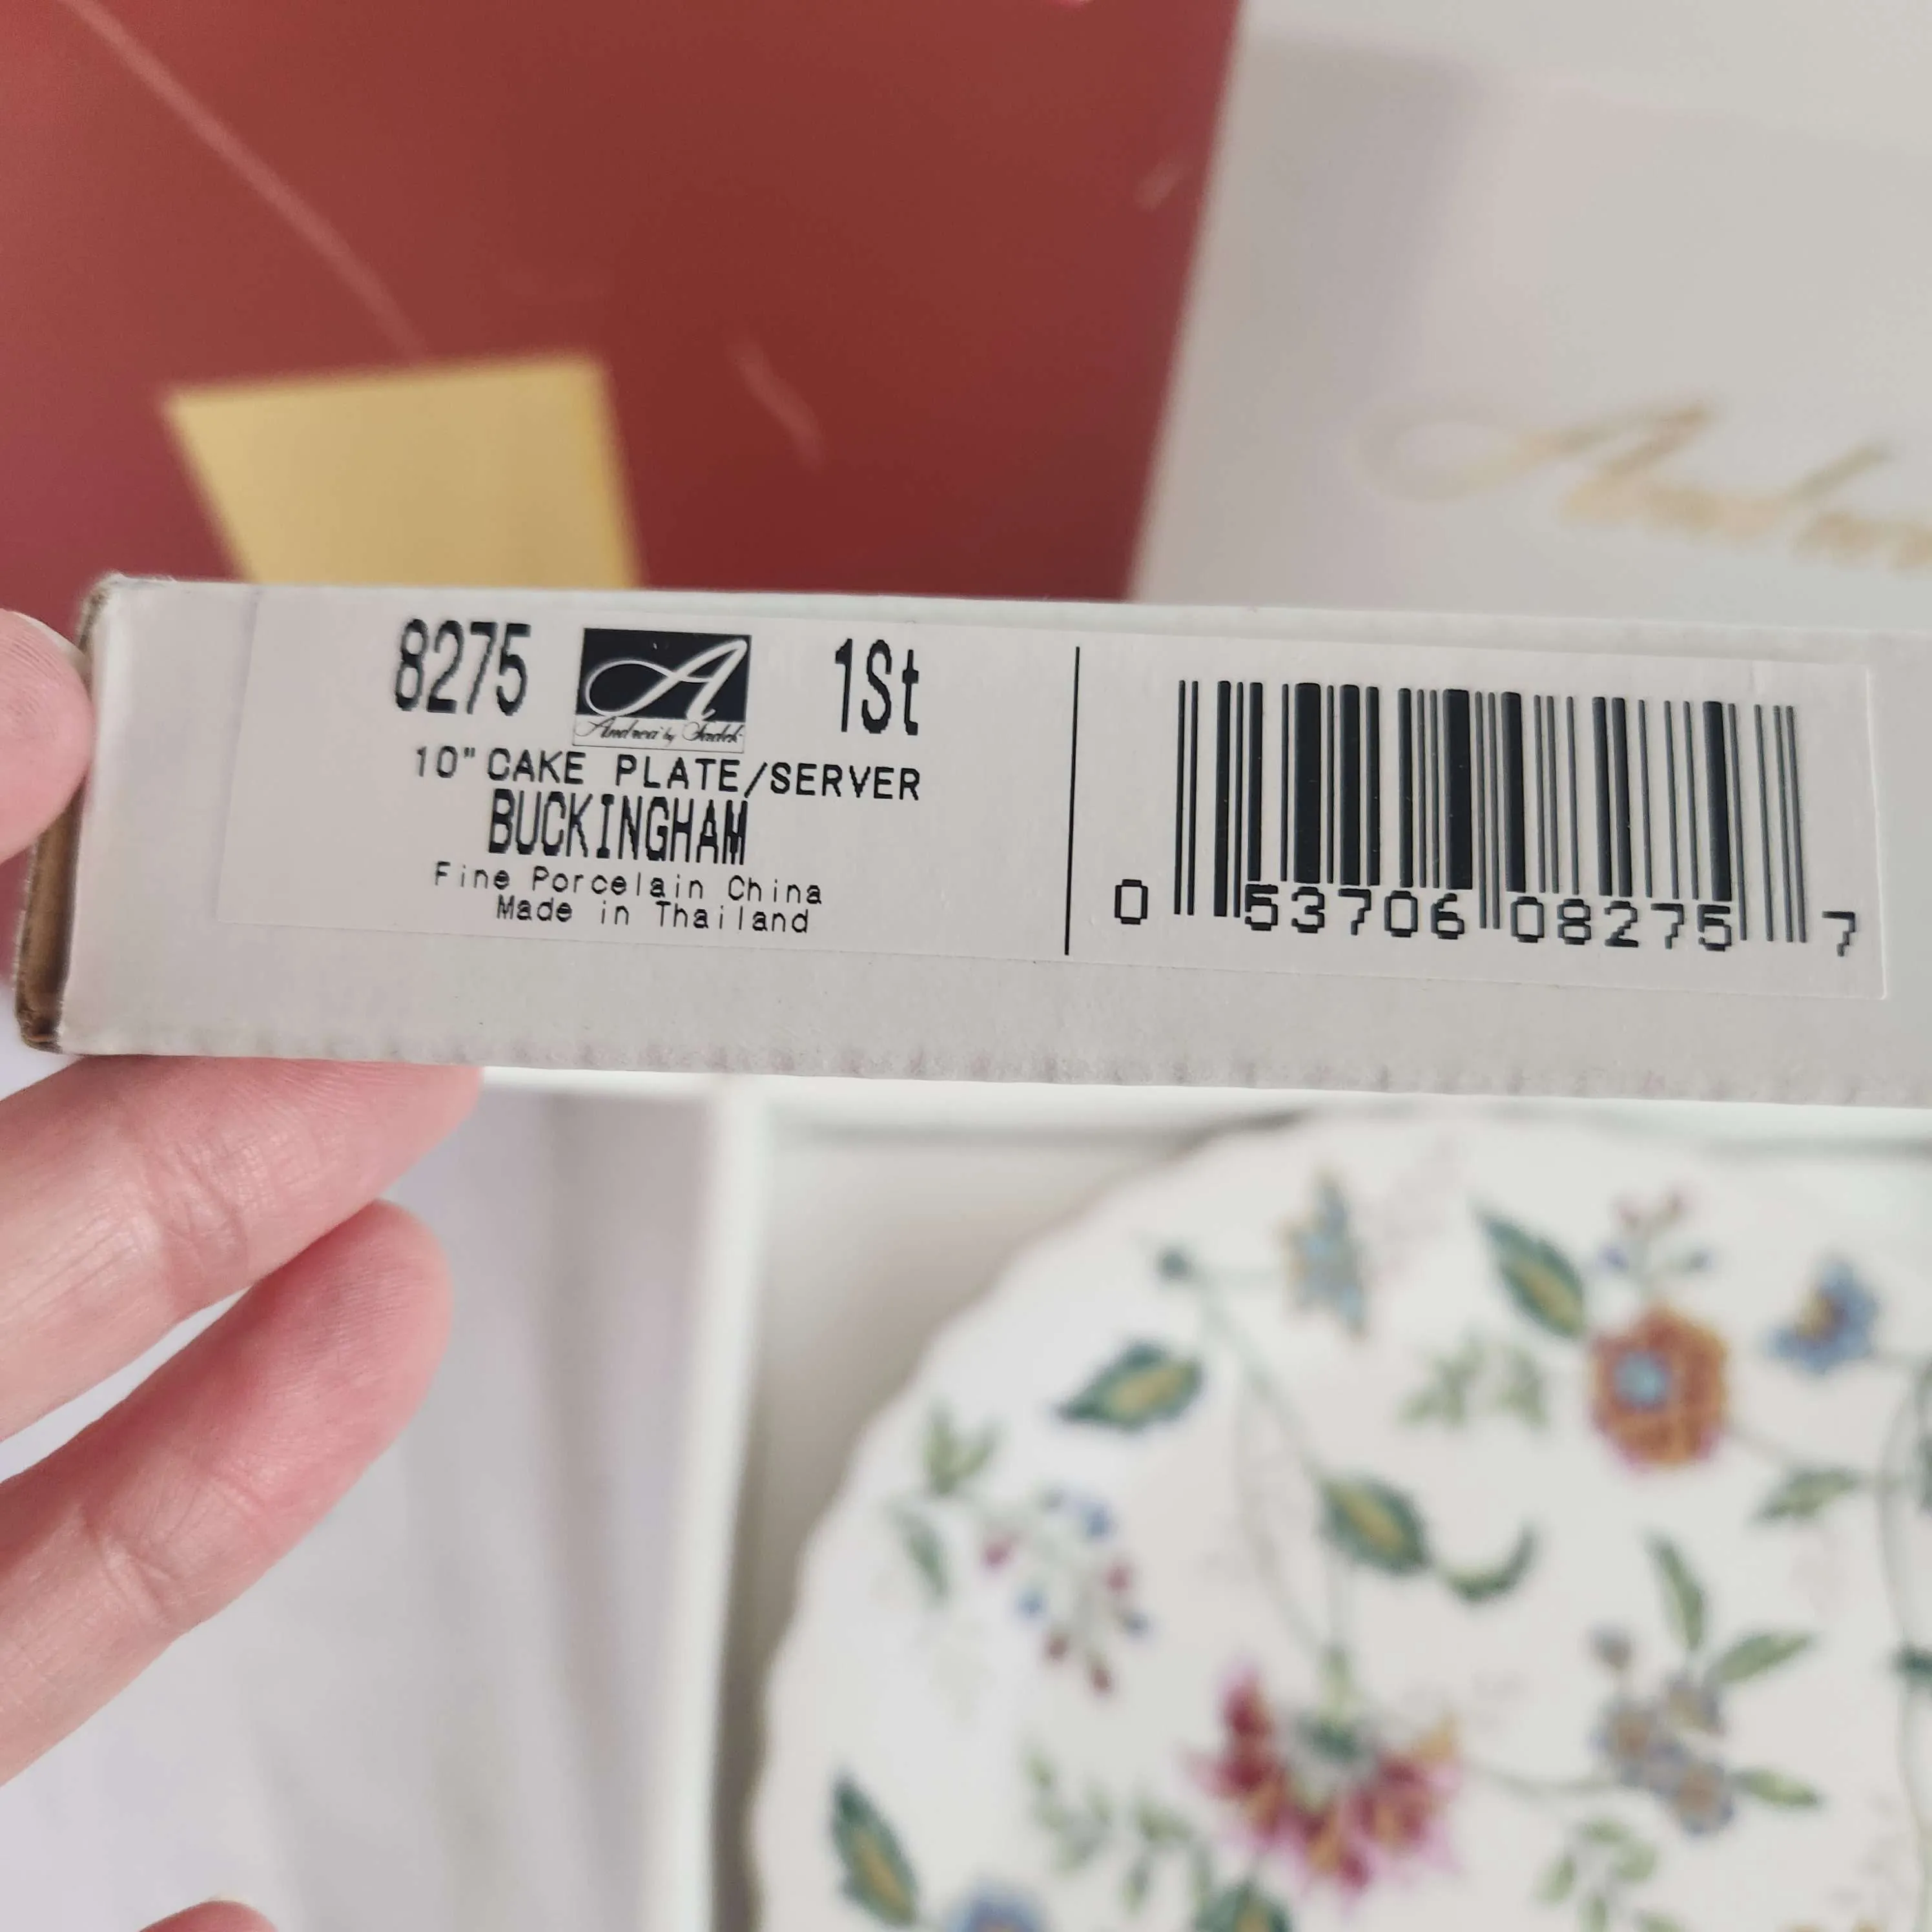 8275
Andrea by Sadek
1St
10" CAKE PLATE/SERVER
BUCKINGHAM
Fine Porcelain China
Made in Thailand
0 53706 08275 7